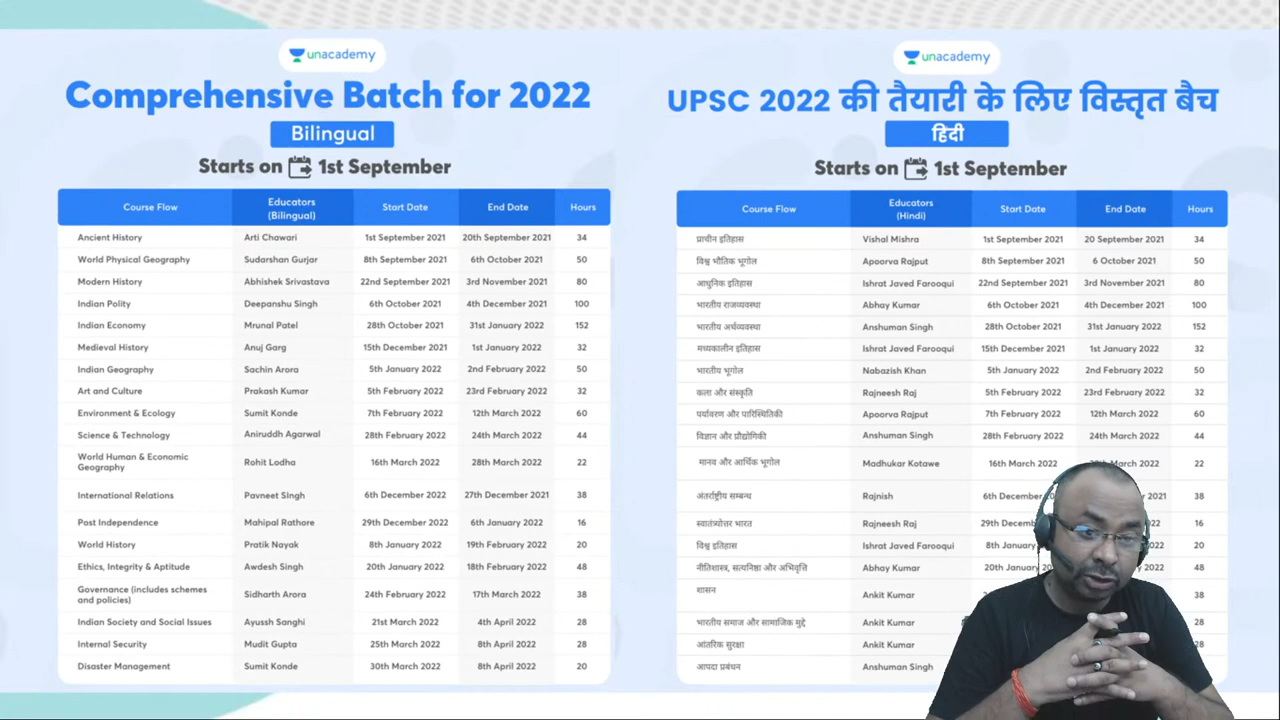 unacademy
Comprehensive Batch for 2022
Bilingual
Starts on 1st September
Course Flow Educators (Bilingual) Start Date End Date Hours
Ancient History Arti Chawari 1st September 2021 20th September 2021 34
World Physical Geography Sudarshan Gurjar 8th September 2021 6th October 2021 50
Modern History Abhishek Srivastava 22nd September 2021 3rd November 2021 80
Indian Polity Deepanshu Singh 6th October 2021 4th December 2021 100
Indian Economy Mrunal Patel 28th October 2021 31st January 2022 152
Medieval History Anuj Garg 15th December 2021 1st January 2022 32
Indian Geography Sachin Arora 5th January 2022 2nd February 2022 50
Art and Culture Prakash Kumar 5th February 2022 23rd February 2022 32
Environment & Ecology Sumit Konde 7th February 2022 12th March 2022 60
Science & Technology Aniruddh Agarwal 28th February 2022 24th March 2022 44
World Human & Economic Geography Rohit Lodha 16th March 2022 28th March 2022 22
International Relations Pavneet SIngh 6th December 2022 27th December 2021 38
Post Independence Mahipal Rathore 29th December 2022 6th January 2022 16
World History Pratik Nayak 8th January 2022 19th February 2022 20
Ethics, Integrity & Aptitude Awdesh Singh 20th January 2022 18th February 2022 48
Governance (includes schemes and policies) Sidharth Arora 24th February 2022 17th March 2022 38
Indian Society and Social Issues Ayussh Sanghi 21st March 2022 4th April 2022 28
Internal Security Mudit Gupta 25th March 2022 8th April 2022 28
Disaster Management Sumit Konde 30th March 2022 8th April 2022 20
unacademy
UPSC 2022 की तैयारी के लिए विस्तृत बैच
हिंदी
Starts on 1st September
Course Flow Educators (Hindi) Start Date End Date Hours
प्राचीन इतिहास Vishal Mishra 1st September 2021 20 September 2021 34
विश्व भौतिक भूगोल Apoorva Rajput 8th September 2021 6 October 2021 50
आधुनिक इतिहास Ishrat Javed Farooqui 22nd September 2021 3rd November 2021 80
भारतीय राजव्यवस्था Abhay Kumar 6th October 2021 4th December 2021 100
भारतीय अर्थव्यवस्था Anshuman Singh 28th October 2021 31st January 2022 152
मध्यकालीन इतिहास Ishrat Javed Farooqui 15th December 2021 1st January 2022 32
भारतीय भूगोल Nabazish Khan 5th January 2022 2nd February 2022 50
कला और संस्कृति Rajneesh Raj 5th February 2022 23rd February 2022 32
पर्यावरण और पारिस्थितिकी Apoorva Rajput 7th February 2022 12th March 2022 60
विज्ञान और प्रौद्योगिकी Anshuman Singh 28th February 2022 24th March 2022 44
मानव और आर्थिक भूगोल Madhukar Kotawe 16th March 2022 March 2022 22
अंतर्राष्ट्रीय सम्बन्ध Rajnish 6th December 2021 38
स्वातंत्र्योत्तर भारत Rajneesh Raj 29th 2022 16
विश्व इतिहास Ishrat Javed Farooqui 8th January 2022 20
नीतिशास्त्र, सत्यनिष्ठा और अभिवृत्ति Abhay Kumar 20th January 2022 48
शासन Ankit Kumar 38
भारतीय समाज और सामाजिक मुद्दे Ankit Kumar 28
आंतरिक सुरक्षा Ankit Kumar 28
आपदा प्रबंधन Anshuman Singh